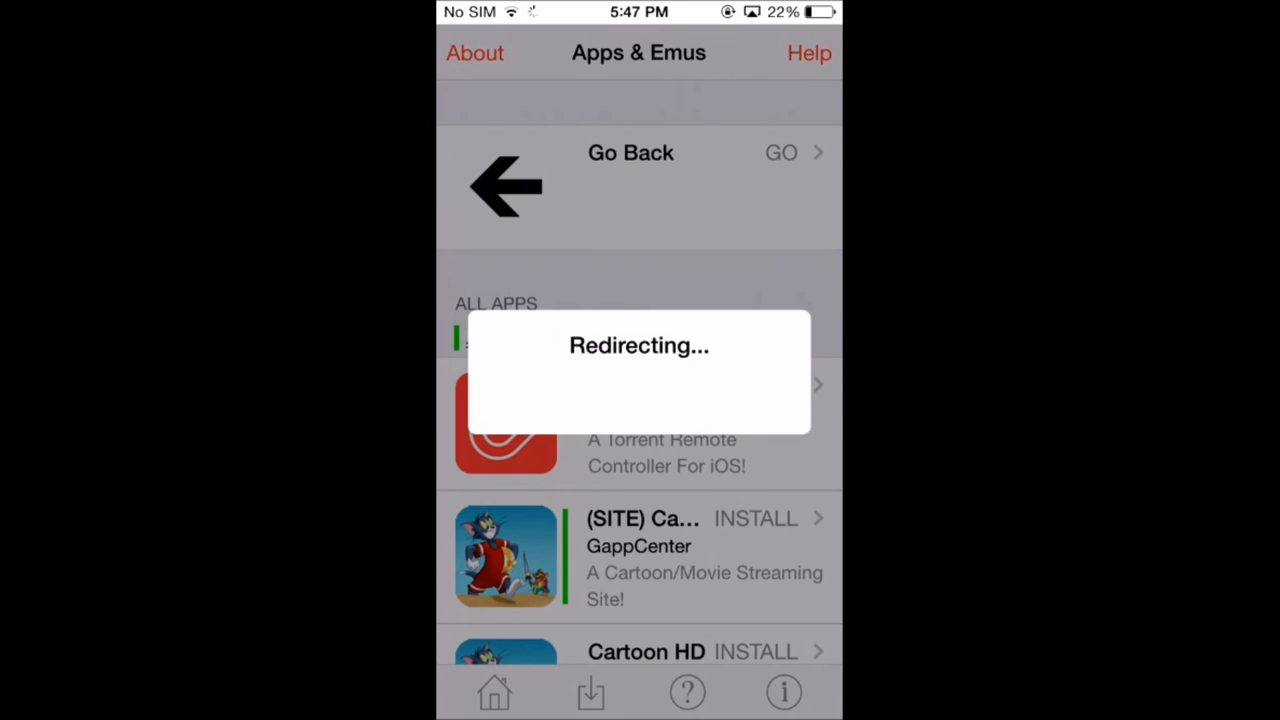 No SIM 5:47 PM 22%
About Apps & Emus Help
Go Back GO
ALL APPS
Redirecting...
A Torrent Remote
Controller For iOS!
(SITE) Ca... INSTALL
GappCenter
A Cartoon/Movie Streaming
Site!
Cartoon HD INSTALL